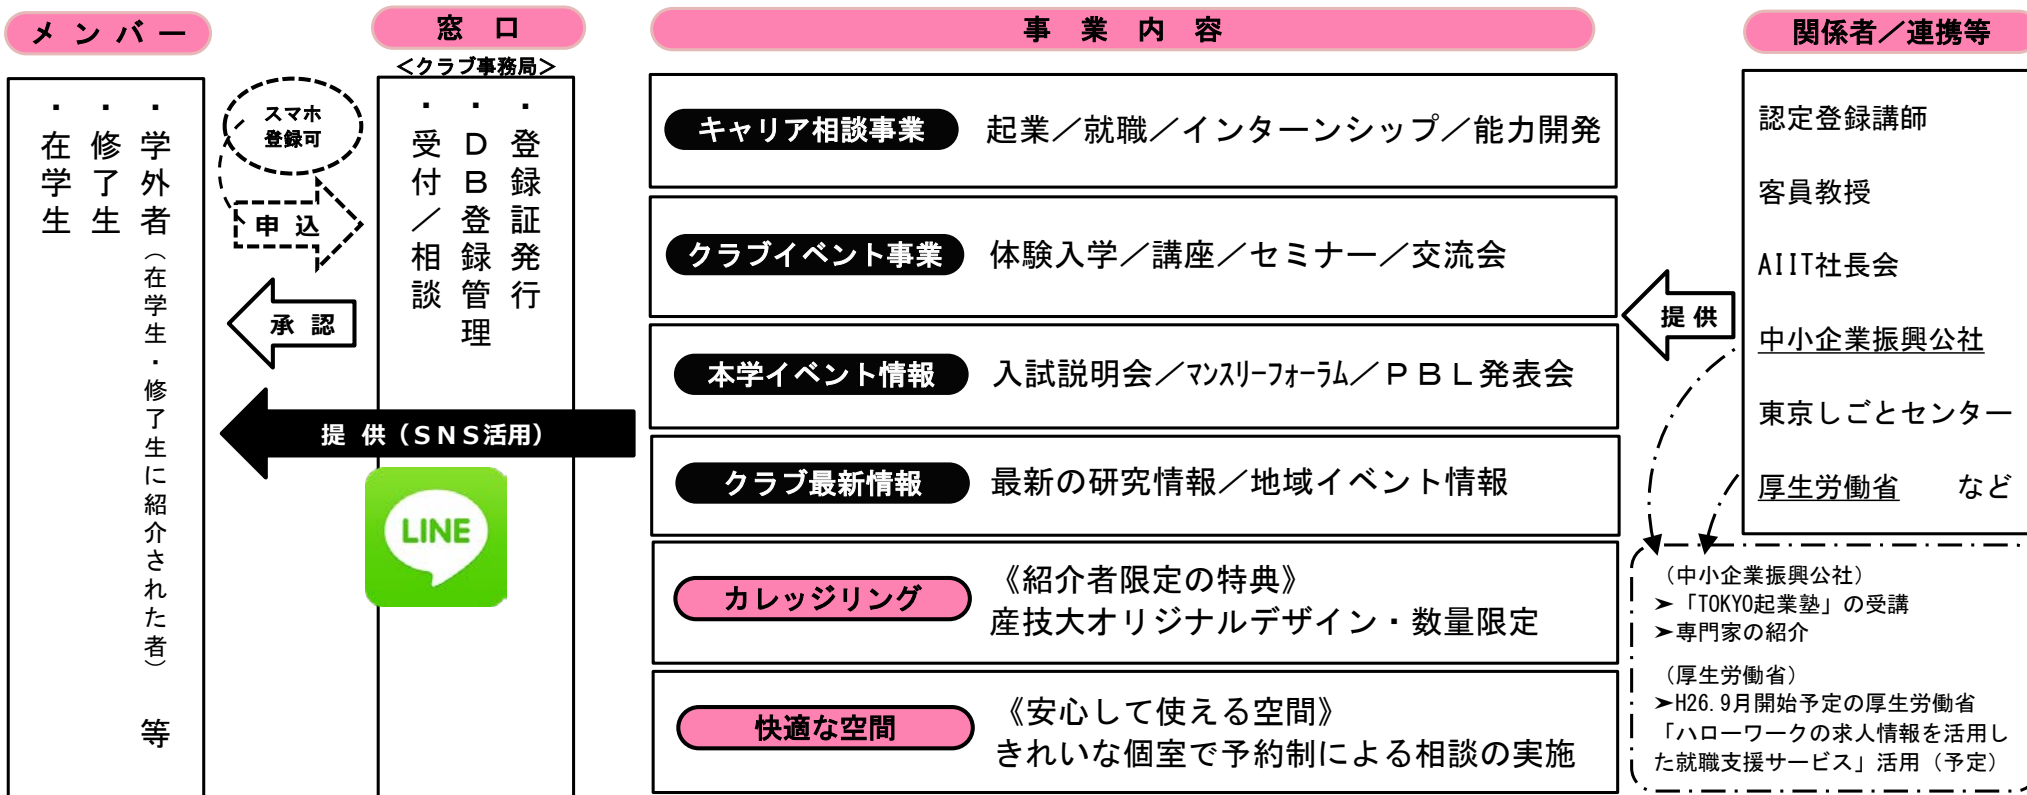 メンバー
・学外者（在学生・修了生に紹介された者） 等
・修了生
・在学生
スマホ
登録可
申込
承認
窓口
＜クラブ事務局＞
・登録証発行
・DB登録管理
・受付／相談
提 供（SNS活用）
LINE
事業内容
キャリア相談事業 起業／就職／インターンシップ／能力開発
クラブイベント事業 体験入学／講座／セミナー／交流会
本学イベント情報 入試説明会／ﾏﾝｽﾘｰﾌｫｰﾗﾑ／ＰＢＬ発表会
クラブ最新情報 最新の研究情報／地域イベント情報
カレッジリング 《紹介者限定の特典》
産技大オリジナルデザイン・数量限定
快適な空間 《安心して使える空間》
きれいな個室で予約制による相談の実施
提供
関係者／連携等
認定登録講師
客員教授
AIIT社長会
中小企業振興公社
東京しごとセンター
厚生労働省 など
（中小企業振興公社）
➤「TOKYO起業塾」の受講
➤専門家の紹介
（厚生労働省）
➤H26.9月開始予定の厚生労働省
「ハローワークの求人情報を活用し
た就職支援サービス」活用（予定）